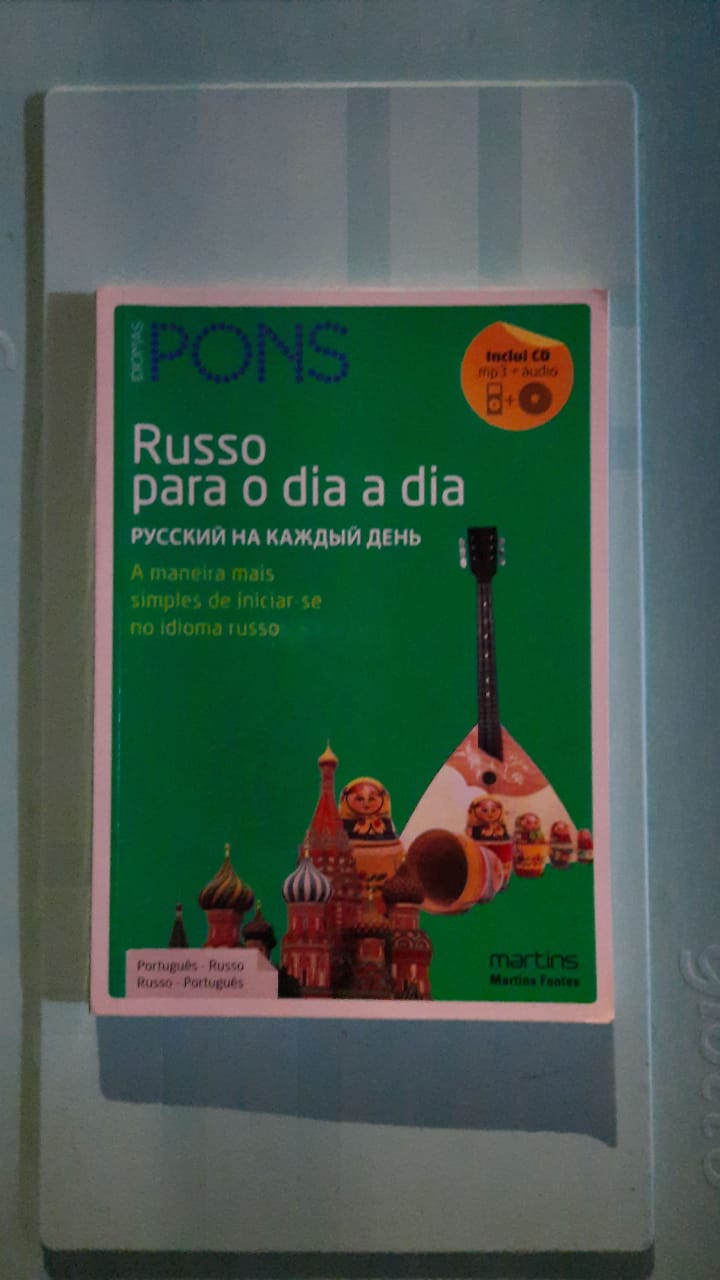 IDIOMAS
PONS
Inclui CD
mp3 + áudio
+
Russo
para o dia a dia
РУССКИЙ НА КАЖДЫЙ ДЕНЬ
A maneira mais
simples de iniciar-se
no idioma russo
Português - Russo
Russo - Português
martins
Martins Fontes